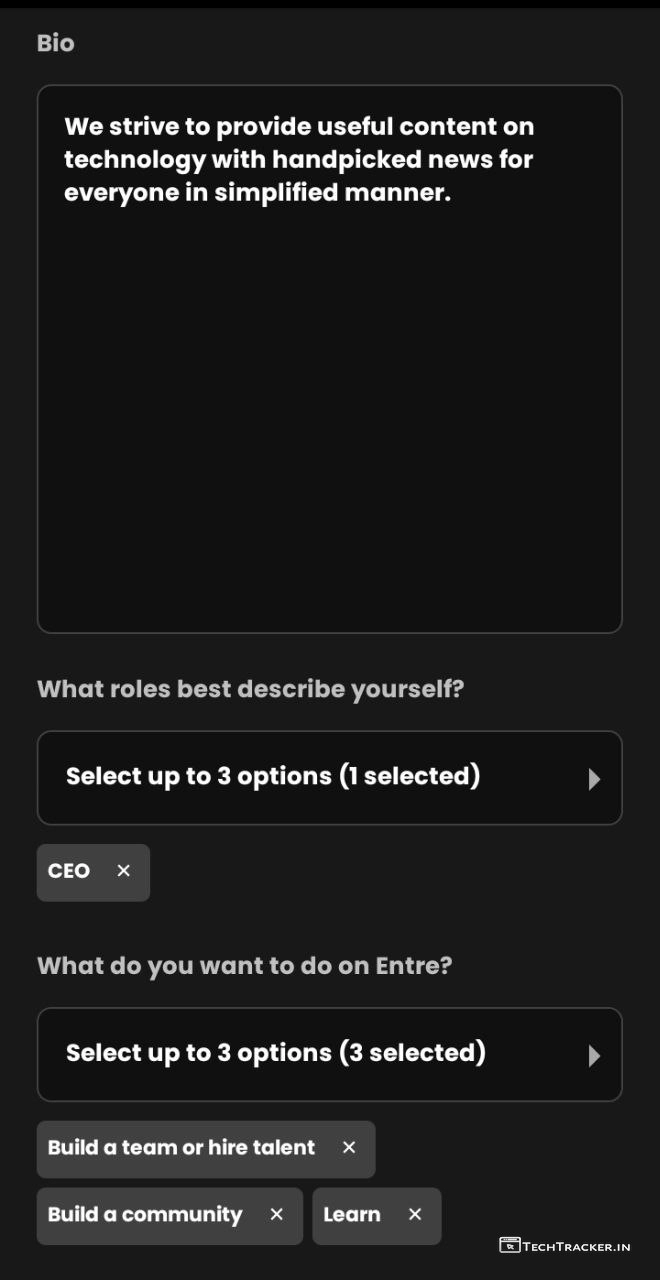 Bio
We strive to provide useful content on
technology with handpicked news for
everyone in simplified manner.
What roles best describe yourself?
Select up to 3 options (1 selected)
CEO ×
What do you want to do on Entre?
Select up to 3 options (3 selected)
Build a team or hire talent ×
Build a community × Learn ×
TECHTRACKER.IN